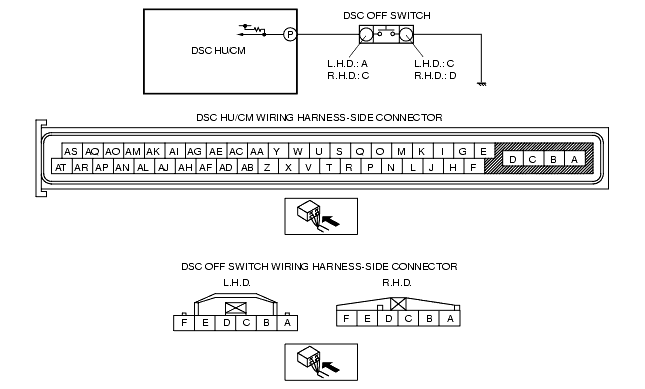 DSC OFF SWITCH
DSC HU/CM
P
L.H.D.: A
R.H.D.: C
L.H.D.: C
R.H.D.: D
DSC HU/CM WIRING HARNESS-SIDE CONNECTOR
AS AQ AO AM AK AI AG AE AC AA Y W U S Q O M K I G E
D C B A
AT AR AP AN AL AJ AH AF AD AB Z X V T R P N L J H F
DSC OFF SWITCH WIRING HARNESS-SIDE CONNECTOR
L.H.D.
R.H.D.
F E D C B A
F E D C B A